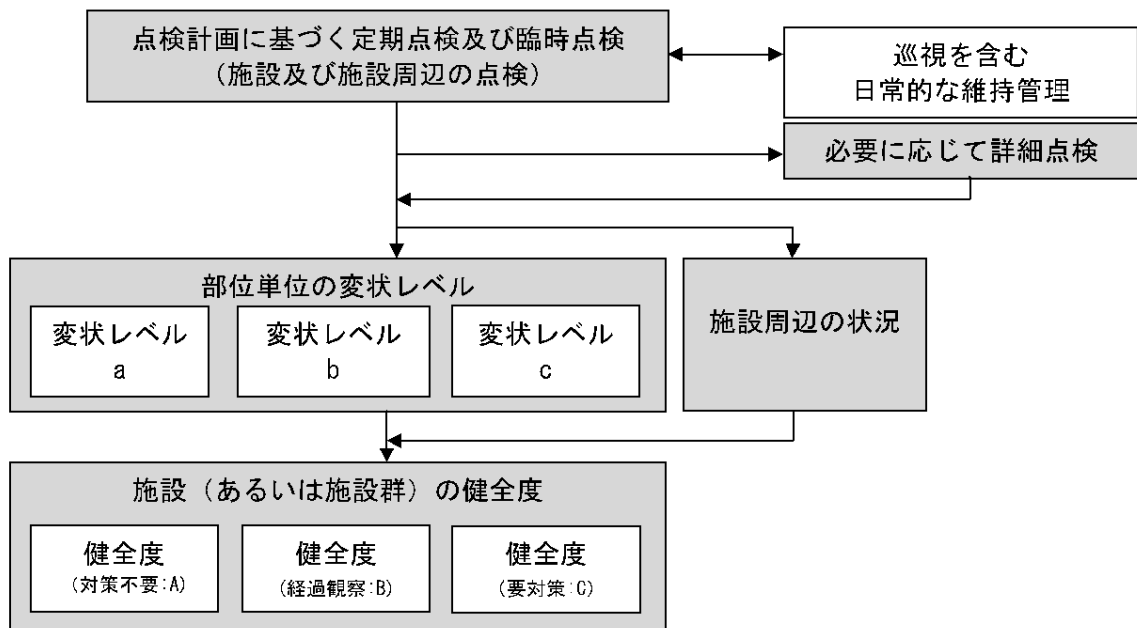 点検計画に基づく定期点検及び臨時点検
（施設及び施設周辺の点検）
巡視を含む
日常的な維持管理
必要に応じて詳細点検
部位単位の変状レベル
変状レベル
a
変状レベル
b
変状レベル
c
施設周辺の状況
施設（あるいは施設群）の健全度
健全度
(対策不要:A)
健全度
(経過観察:B)
健全度
(要対策:C)